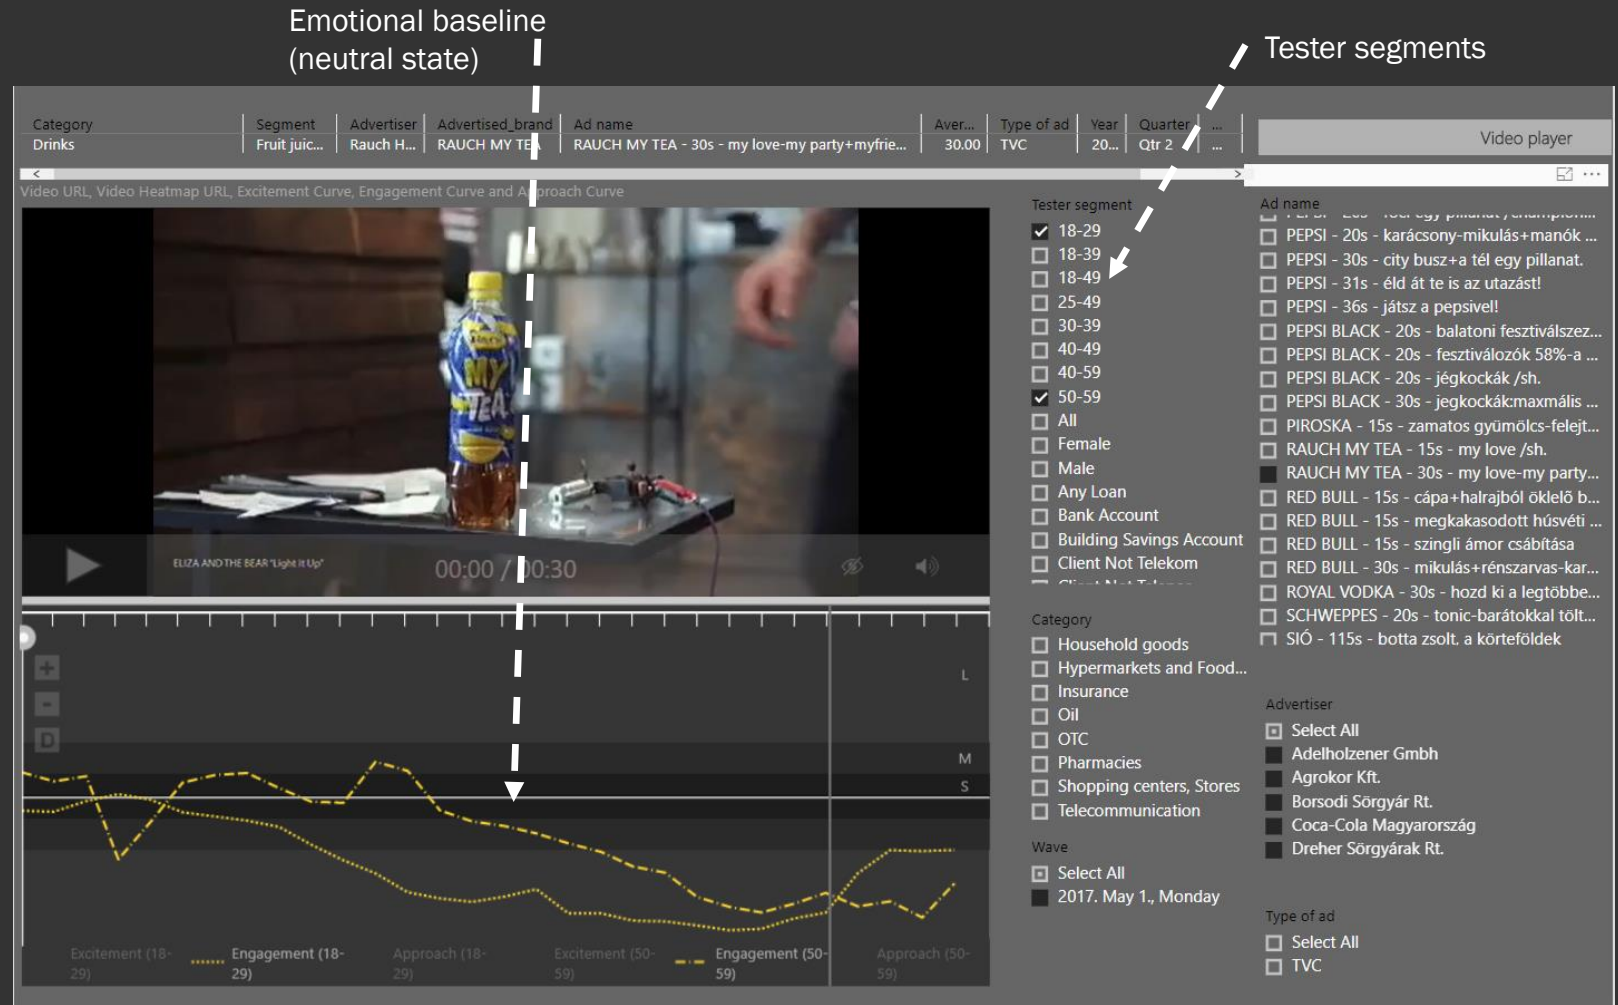 Emotional baseline
(neutral state)
Tester segments
Category Segment Advertiser Advertised_brand Ad name Aver... Type of ad Year Quarter ...
Drinks Fruit juic... Rauch H... RAUCH MY TEA RAUCH MY TEA - 30s - my love-my party+myfrie... 30.00 TVC 20... Qtr 2 ...
Video player
Video URL, Video Heatmap URL, Excitement Curve, Engagement Curve and Approach Curve
MY
TEA
ELIZA AND THE BEAR "Light It Up"
00:00 / 00:30
+
-
D
L
M
S
Excitement (18-
29)
Engagement (18-
29)
Approach (18-
29)
Excitement (50-
59)
Engagement (50-
59)
Approach (50-
59)
Tester segment
18-29
18-39
18-49
25-49
30-39
40-49
40-59
50-59
All
Female
Male
Any Loan
Bank Account
Building Savings Account
Client Not Telekom
Category
Household goods
Hypermarkets and Food...
Insurance
Oil
OTC
Pharmacies
Shopping centers, Stores
Telecommunication
Wave
Select All
2017. May 1., Monday
Ad name
PEPSI - 20s - karácsony-mikulás+manók ...
PEPSI - 30s - city busz+a tél egy pillanat.
PEPSI - 31s - éld át te is az utazást!
PEPSI - 36s - játsz a pepsivel!
PEPSI BLACK - 20s - balatoni fesztiválszez...
PEPSI BLACK - 20s - fesztiválozók 58%-a ...
PEPSI BLACK - 20s - jégkockák /sh.
PEPSI BLACK - 30s - jegkockák:maxmális ...
PIROSKA - 15s - zamatos gyümölcs-felejt...
RAUCH MY TEA - 15s - my love /sh.
RAUCH MY TEA - 30s - my love-my party...
RED BULL - 15s - cápa+halrajból öklelő b...
RED BULL - 15s - megkakasodott húsvéti ...
RED BULL - 15s - szingli ámor csábítása
RED BULL - 30s - mikulás+rénszarvas-kar...
ROYAL VODKA - 30s - hozd ki a legtöbbe...
SCHWEPPES - 20s - tonic-barátokkal tölt...
SIÓ - 115s - botta zsolt. a körteföldek
Advertiser
Select All
Adelholzener Gmbh
Agrokor Kft.
Borsodi Sörgyár Rt.
Coca-Cola Magyarország
Dreher Sörgyárak Rt.
Type of ad
Select All
TVC